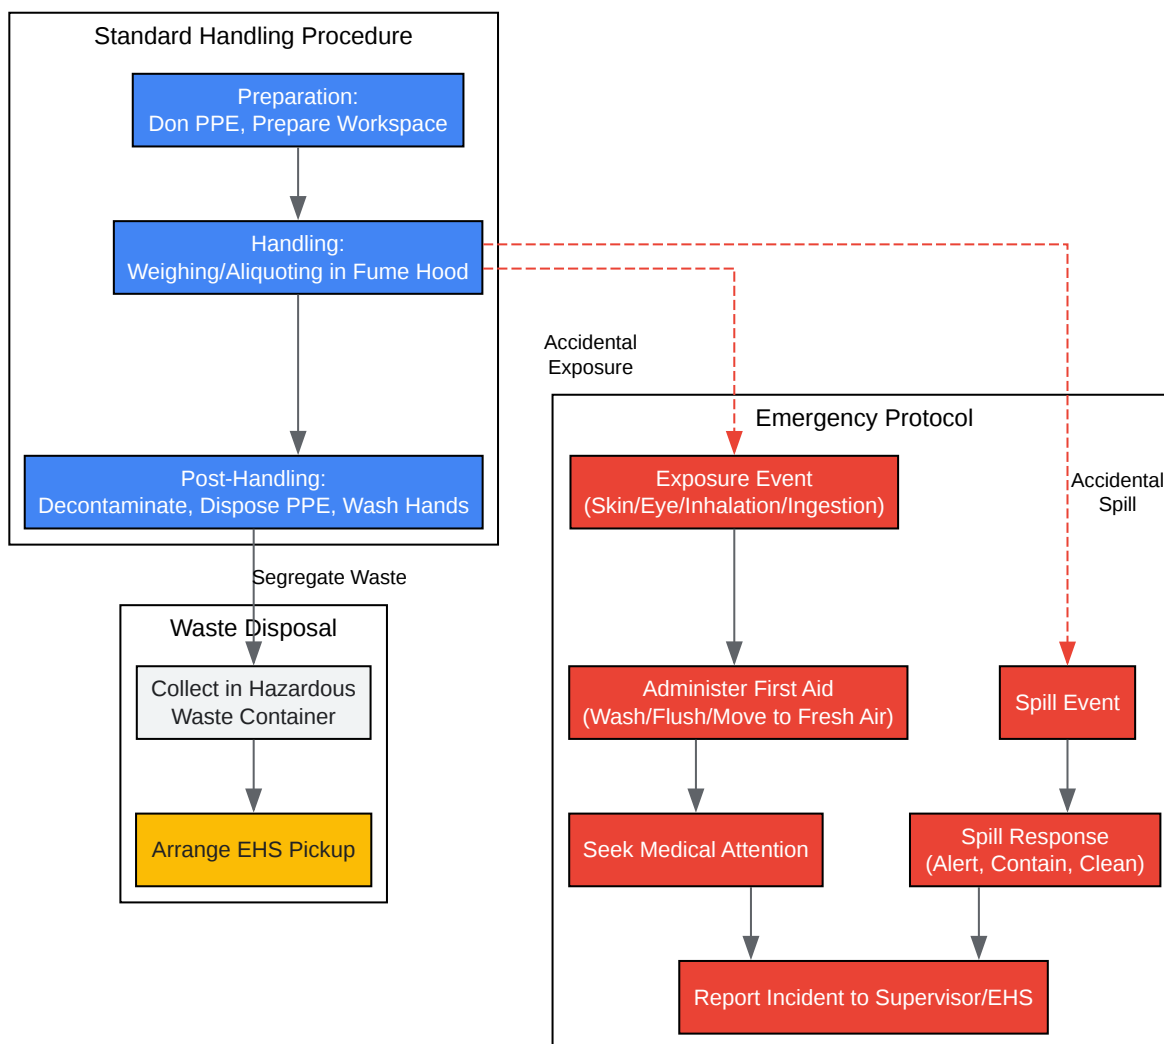 Standard Handling Procedure
Preparation:
Don PPE, Prepare Workspace
Handling:
Weighing/Aliquoting in Fume Hood
Post-Handling:
Decontaminate, Dispose PPE, Wash Hands
Segregate Waste
Waste Disposal
Collect in Hazardous
Waste Container
Arrange EHS Pickup
Accidental
Exposure
Emergency Protocol
Exposure Event
(Skin/Eye/Inhalation/Ingestion)
Accidental
Spill
Administer First Aid
(Wash/Flush/Move to Fresh Air)
Spill Event
Seek Medical Attention
Spill Response
(Alert, Contain, Clean)
Report Incident to Supervisor/EHS